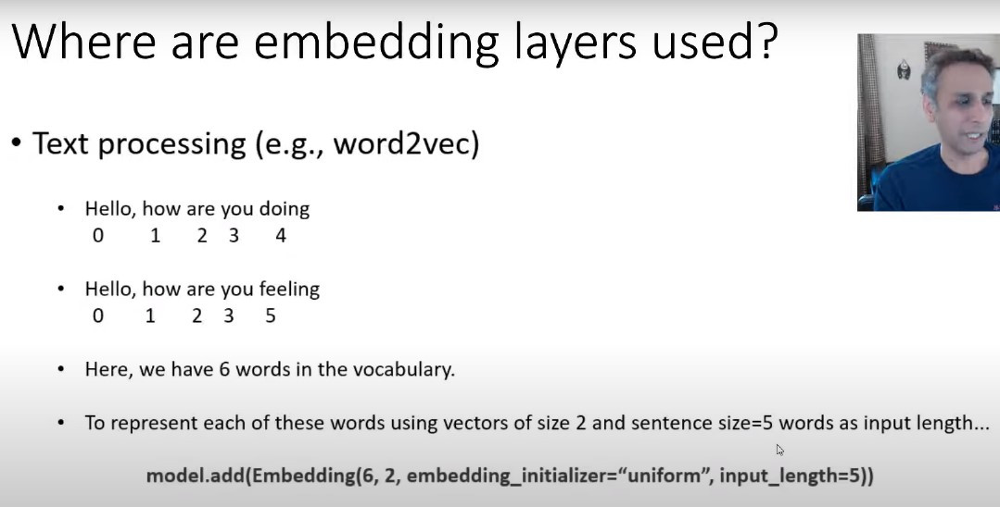 Where are embedding layers used?
• Text processing (e.g., word2vec)
• Hello, how are you doing
0 1 2 3 4
• Hello, how are you feeling
0 1 2 3 5
• Here, we have 6 words in the vocabulary.
• To represent each of these words using vectors of size 2 and sentence size=5 words as input length...
model.add(Embedding(6, 2, embedding_initializer=“uniform”, input_length=5))